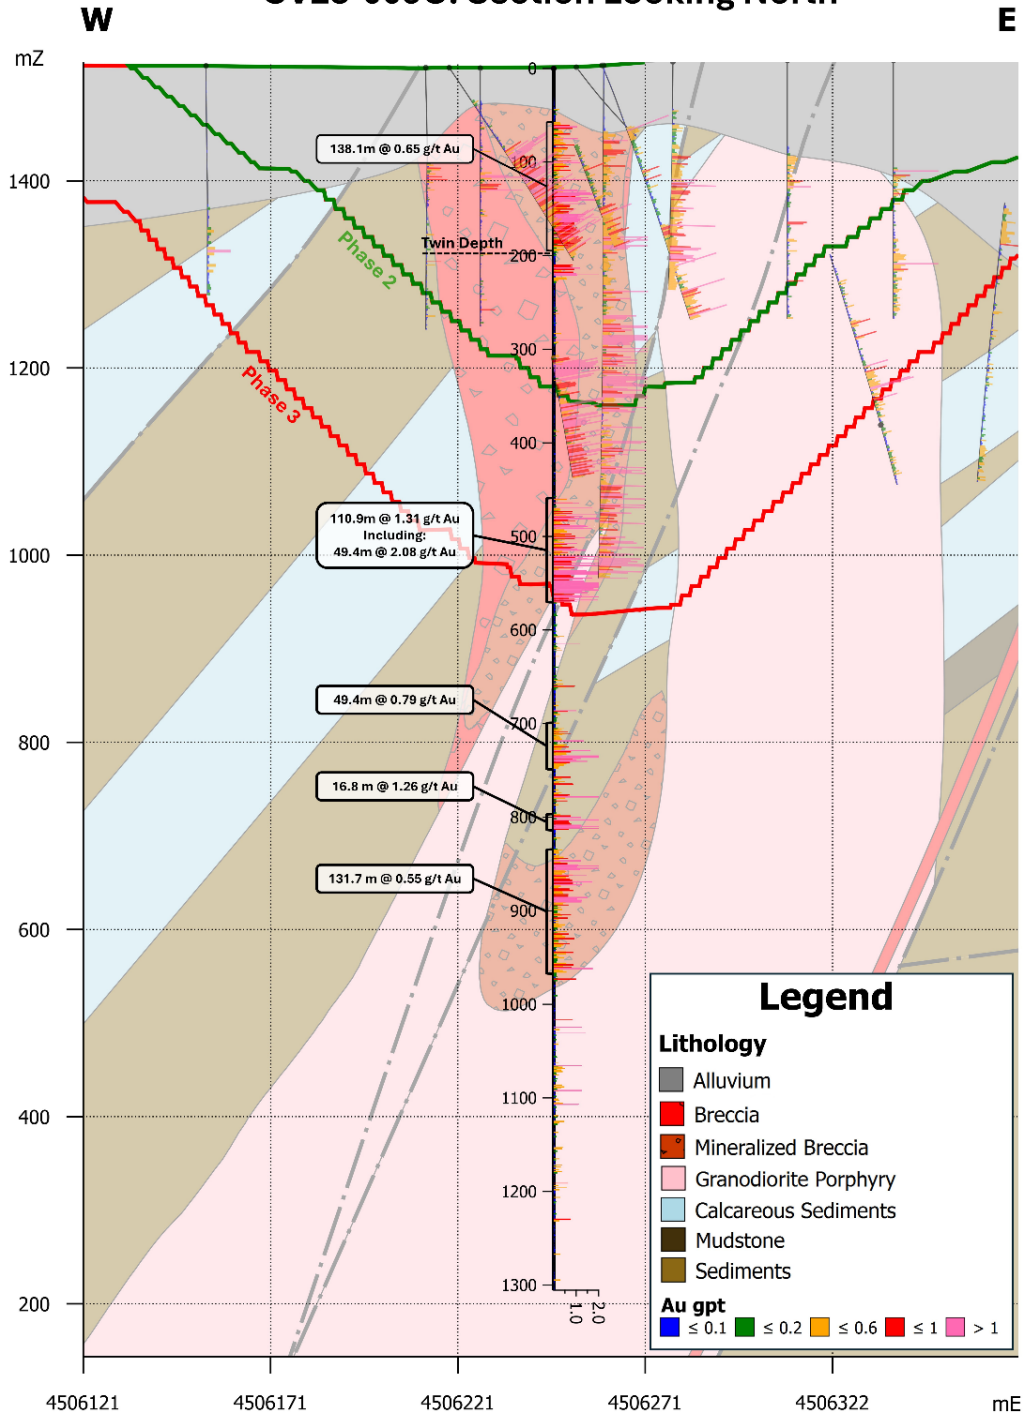 W
E
mZ
0
138.1m @ 0.65 g/t Au
100
1400
Twin Depth
200
Phase 2
300
1200
Phase 3
400
110.9m @ 1.31 g/t Au
Including:
49.4m @ 2.08 g/t Au
500
1000
600
49.4m @ 0.79 g/t Au
700
800
16.8 m @ 1.26 g/t Au
800
131.7 m @ 0.55 g/t Au
900
600
1000
Legend
Lithology
Alluvium
Breccia
Mineralized Breccia
Granodiorite Porphyry
Calcareous Sediments
Mudstone
Sediments
Au gpt
≤ 0.1
≤ 0.2
≤ 0.6
≤ 1
> 1
400
1100
1200
1300
200
1.0
2.0
4506121
4506171
4506221
4506271
4506322
mE